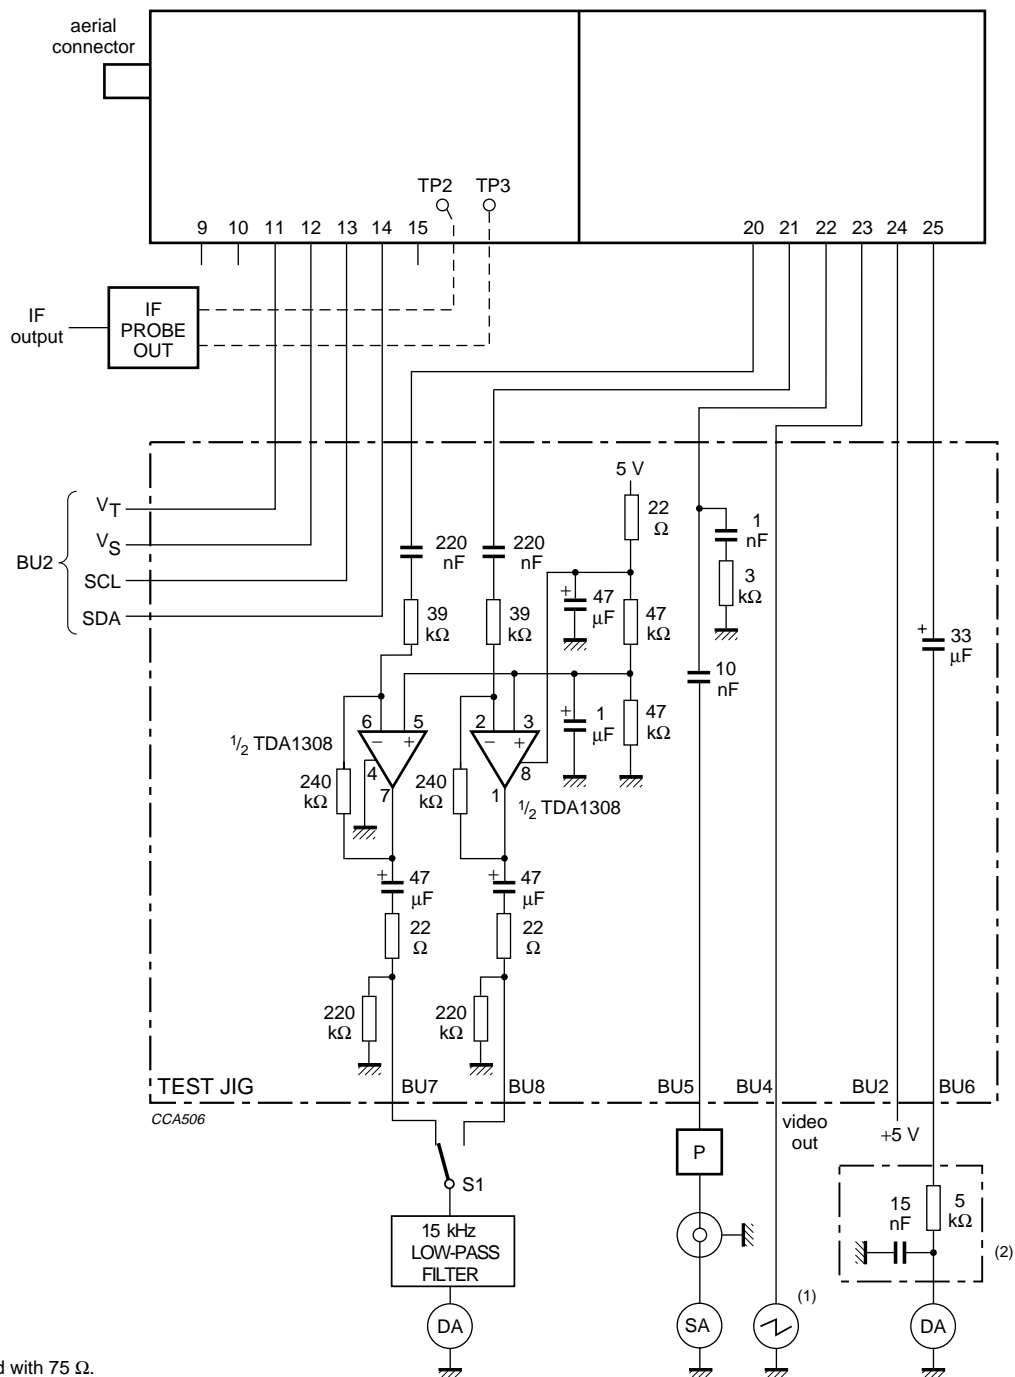 aerial
connector
TP2 TP3
9 10 11 12 13 14 15 20 21 22 23 24 25
IF
output
IF
PROBE
OUT
5 V
22
Ω
BU2
VT
VS
SCL
SDA
220
nF
220
nF
1
nF
3
kΩ
39
kΩ
39
kΩ
+
47
μF
47
kΩ
+
33
μF
10
nF
6 5
− +
4
7
2 3
− +
8
1
+
1
μF
47
kΩ
1/2 TDA1308
240
kΩ
240
kΩ
1/2 TDA1308
+
47
μF
+
47
μF
22
Ω
22
Ω
220
kΩ
220
kΩ
TEST JIG
BU7 BU8 BU5 BU4 BU2 BU6
CCA506
video
out
+5 V
P
S1
15
nF
5
kΩ
(2)
15 kHz
LOW-PASS
FILTER
(1)
DA SA DA
d with 75 Ω.